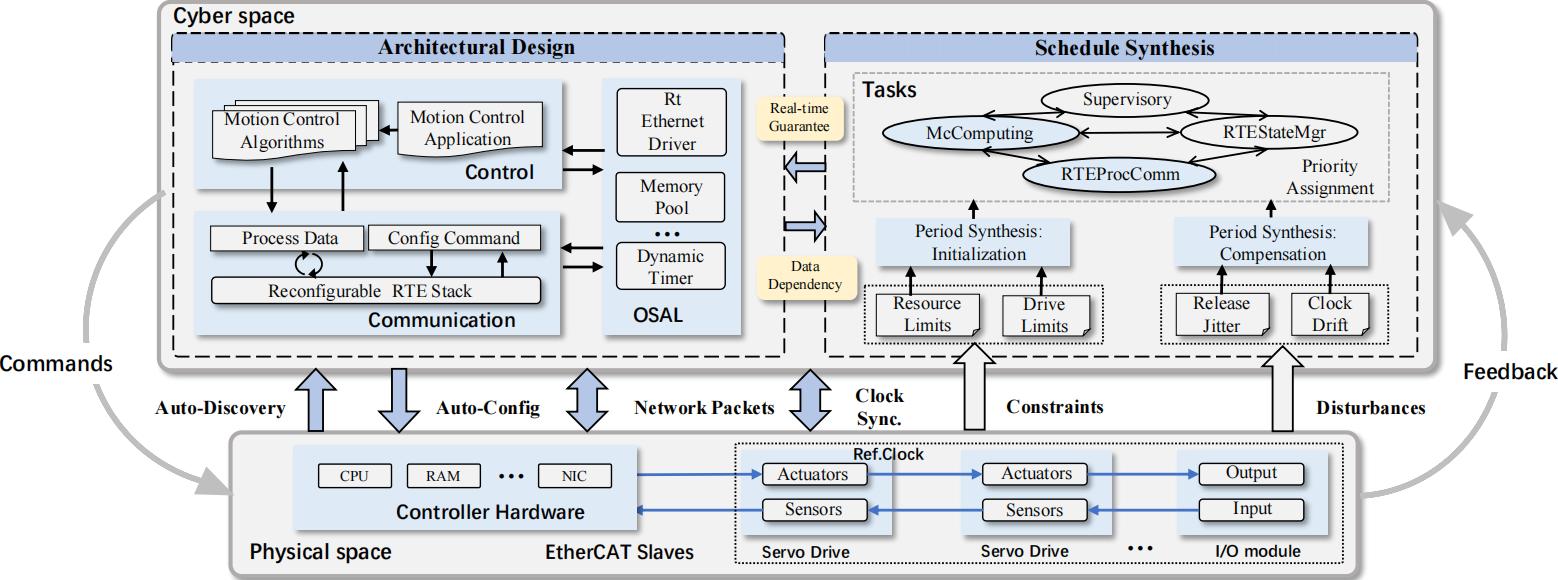 Cyber space
Architectural Design
Motion Control
Algorithms
Motion Control
Application
Control
Process Data
Config Command
Reconfigurable RTE Stack
Communication
Rt
Ethernet
Driver
Memory
Pool
•••
Dynamic
Timer
OSAL
Real-time
Guarantee
Data
Dependency
Schedule Synthesis
Tasks
Supervisory
McComputing
RTEStateMgr
RTEProcComm
Priority
Assignment
Period Synthesis:
Initialization
Period Synthesis:
Compensation
Resource
Limits
Drive
Limits
Release
Jitter
Clock
Drift
Commands
Feedback
Auto-Discovery
Auto-Config
Network Packets
Clock
Sync.
Constraints
Disturbances
CPU
RAM
•••
NIC
Controller Hardware
Physical space
EtherCAT Slaves
Ref.Clock
Actuators
Sensors
Servo Drive
Actuators
Sensors
Servo Drive
•••
Output
Input
I/O module